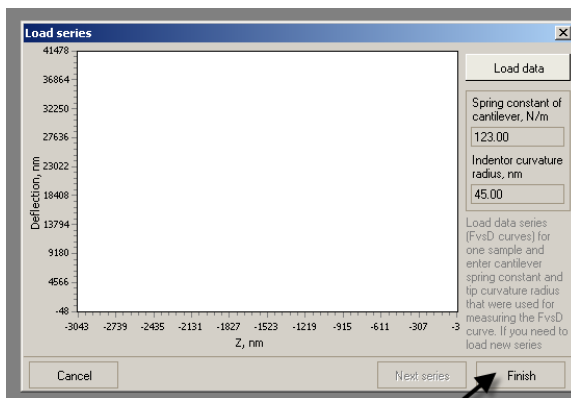 Load series
41478
36864
32250
27636
23022
18408
13794
9180
4566
-48
Deflection, nm
-3043 -2739 -2435 -2131 -1827 -1523 -1219 -915 -611 -307 -3
Z, nm
Load data
Spring constant of
cantilever, N/m
123.00
Indentor curvature
radius, nm
45.00
Load data series
(FvsD curves) for
one sample and
enter cantilever
spring constant and
tip curvature radius
that were used for
measuring the FvsD
curve. If you need to
load new series
Cancel
Next series
Finish